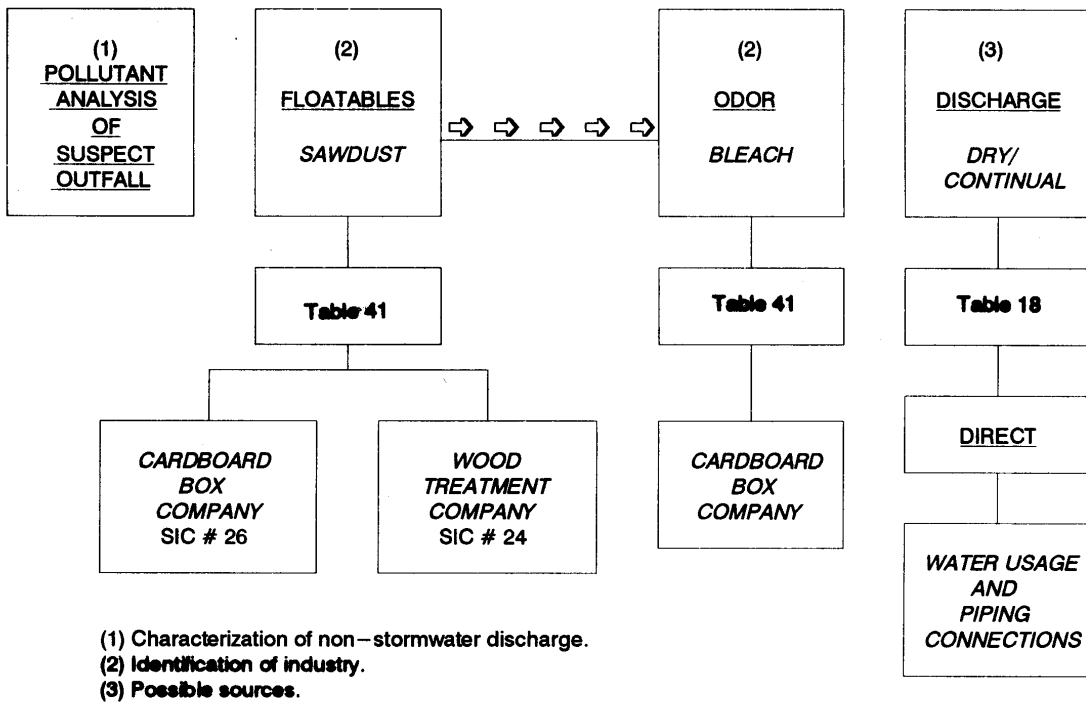 (1)
POLLUTANT
ANALYSIS
OF
SUSPECT
OUTFALL
(2)
FLOATABLES
SAWDUST
(2)
ODOR
BLEACH
(3)
DISCHARGE
DRY/
CONTINUAL
Table 41
Table 41
Table 18
CARDBOARD
BOX
COMPANY
SIC # 26
WOOD
TREATMENT
COMPANY
SIC # 24
CARDBOARD
BOX
COMPANY
DIRECT
WATER USAGE
AND
PIPING
CONNECTIONS
(1) Characterization of non-stormwater discharge.
(2) Identification of industry.
(3) Possible sources.